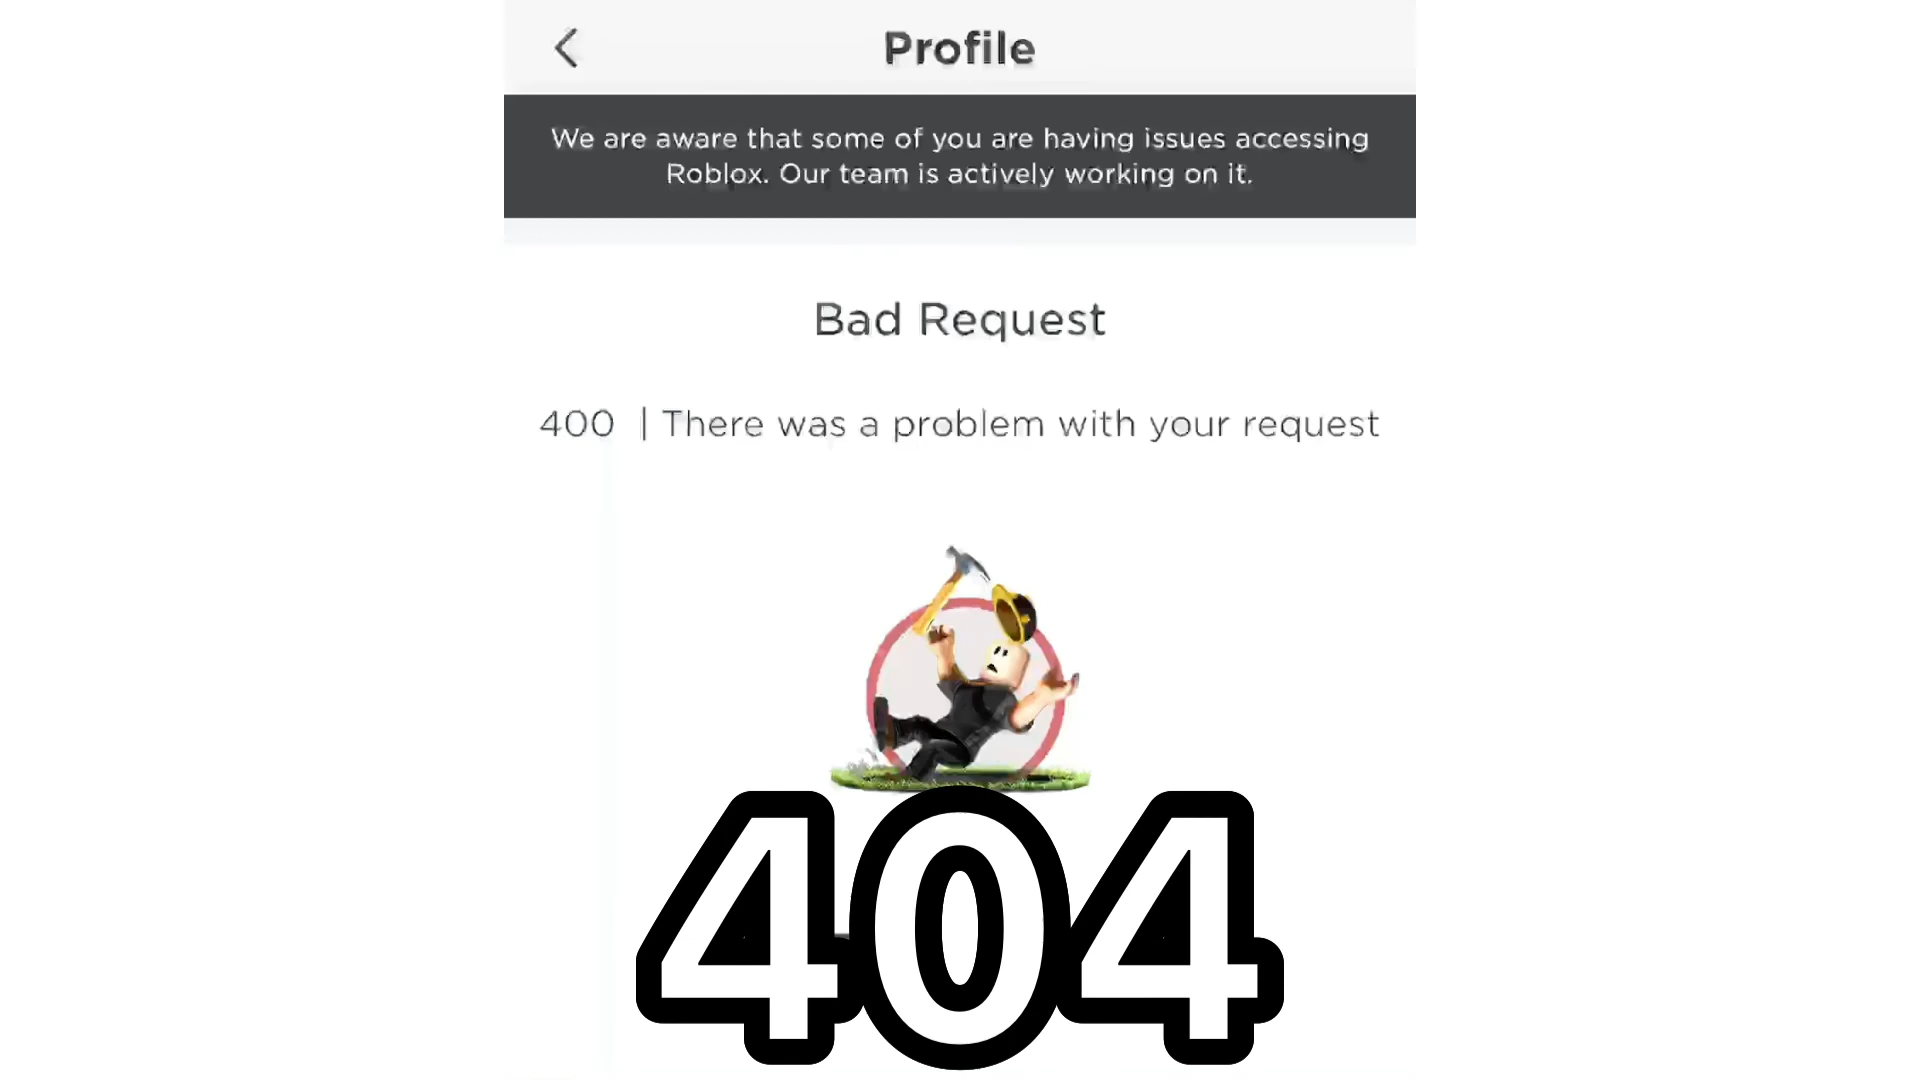 Profile
We are aware that some of you are having issues accessing
Roblox. Our team is actively working on it.
Bad Request
400 | There was a problem with your request
404